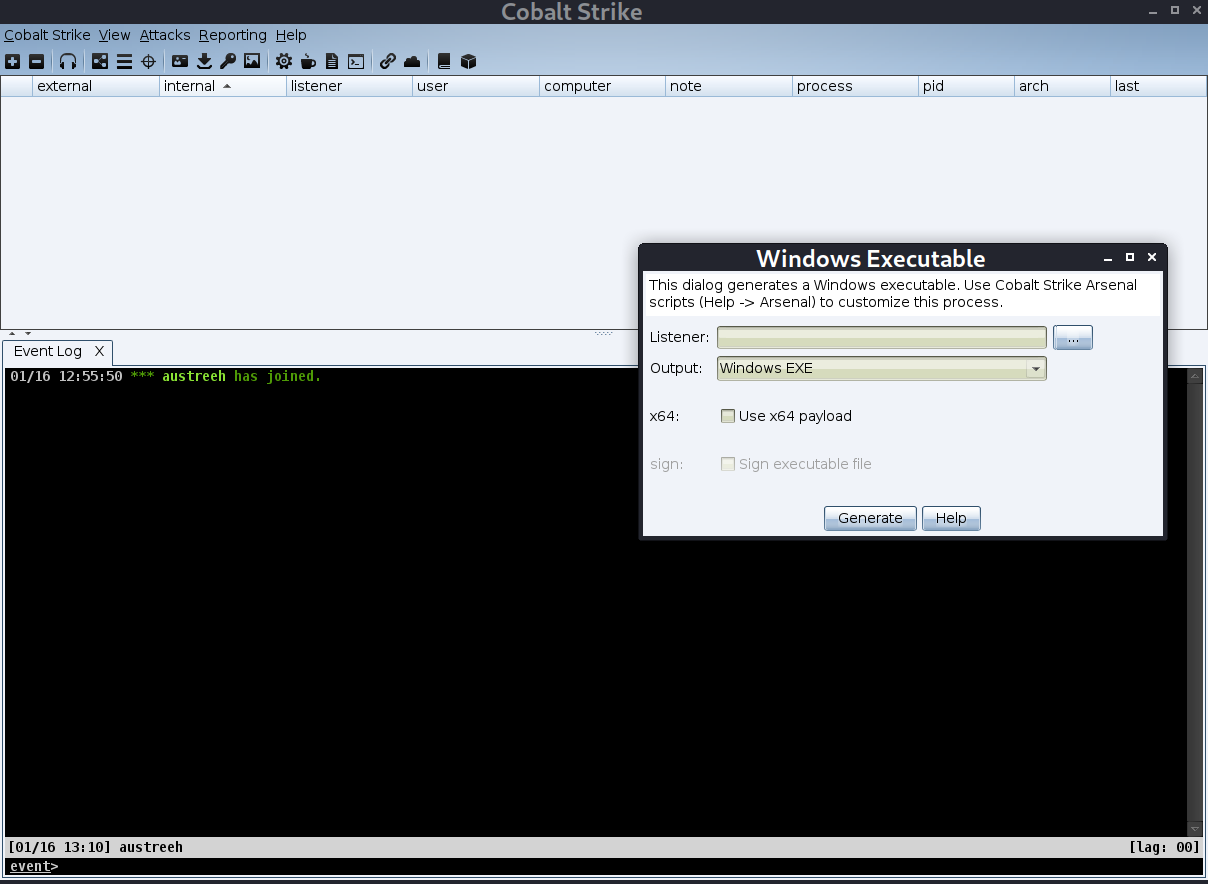 Cobalt Strike
Cobalt Strike View Attacks Reporting Help
external internal listener user computer note process pid arch last
Windows Executable
This dialog generates a Windows executable. Use Cobalt Strike Arsenal
scripts (Help -> Arsenal) to customize this process.
Listener: ...
Output: Windows EXE
x64: Use x64 payload
sign: Sign executable file
Generate Help
Event Log X
01/16 12:55:50 *** austreeh has joined.
[01/16 13:10] austreeh [lag: 00]
event>